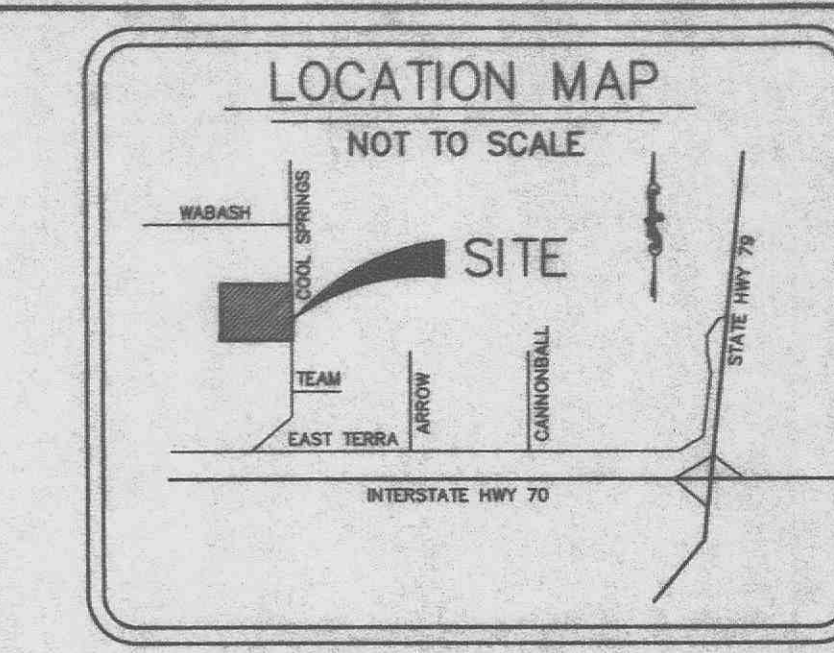 LOCATION MAP
NOT TO SCALE
WABASH
COOL SPRINGS
SITE
STATE HWY 79
TEAM
ARROW
CANNONBALL
EAST TERRA
INTERSTATE HWY 70